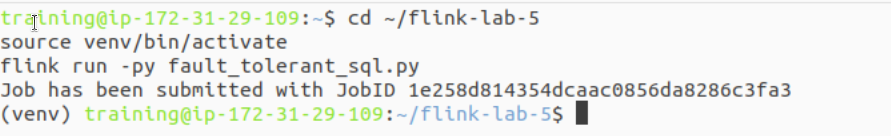 training@ip-172-31-29-109:~$ cd ~/flink-lab-5
source venv/bin/activate
flink run -py fault_tolerant_sql.py
Job has been submitted with JobID 1e258d814354dcaac0856da8286c3fa3
(venv) training@ip-172-31-29-109:~/flink-lab-5$